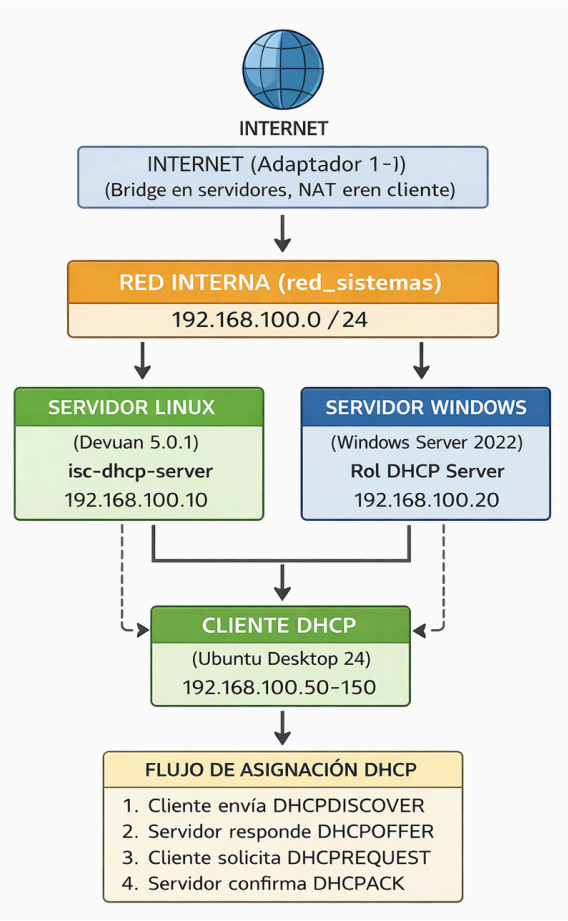 INTERNET
INTERNET (Adaptador 1-1)
(Bridge en servidores, NAT eren cliente)
RED INTERNA (red_sistemas)
192.168.100.0 / 24
SERVIDOR LINUX
(Devuan 5.0.1)
isc-dhcp-server
192.168.100.10
SERVIDOR WINDOWS
(Windows Server 2022)
Rol DHCP Server
192.168.100.20
CLIENTE DHCP
(Ubuntu Desktop 24)
192.168.100.50-150
FLUJO DE ASIGNACIÓN DHCP
1. Cliente envía DHCPDISCOVER
2. Servidor responde DHCPOFFER
3. Cliente solicita DHCPREQUEST
4. Servidor confirma DHCPACK